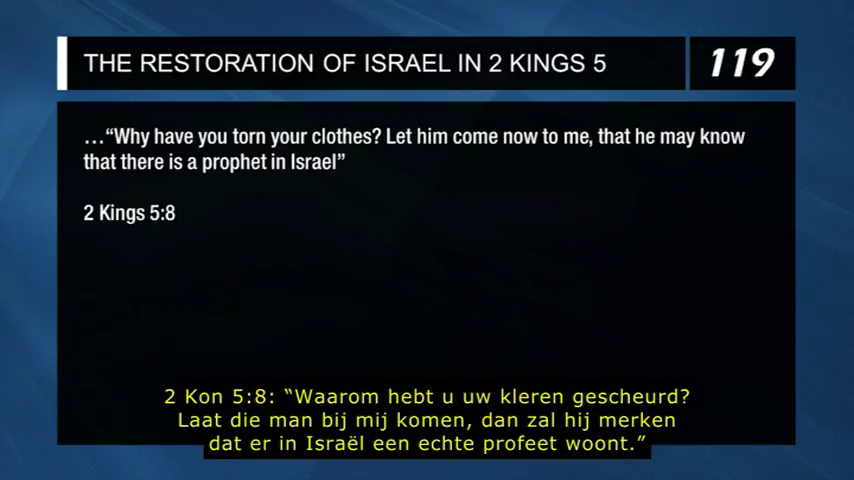 THE RESTORATION OF ISRAEL IN 2 KINGS 5
119
…“Why have you torn your clothes? Let him come now to me, that he may know
that there is a prophet in Israel”
2 Kings 5:8
2 Kon 5:8: “Waarom hebt u uw kleren gescheurd?
Laat die man bij mij komen, dan zal hij merken
dat er in Israël een echte profeet woont.”